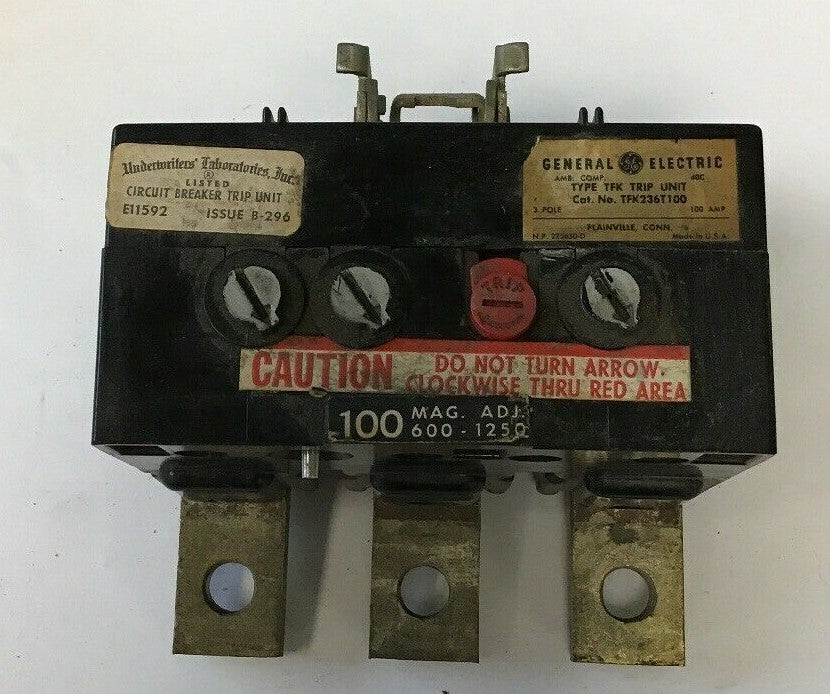 Underwriters' Laboratories, Inc.
LISTED
CIRCUIT BREAKER TRIP UNIT
E11592 ISSUE B-296
GENERAL GE ELECTRIC
AMB. COMP. 40C
TYPE TFK TRIP UNIT
Cat. No. TFK236T100
3 POLE 100 AMP
PLAINVILLE, CONN.
N.P. Made in U.S.A.
TRIP
CAUTION DO NOT TURN ARROW.
CLOCKWISE THRU RED AREA
100 MAG. ADJ.
600-1250